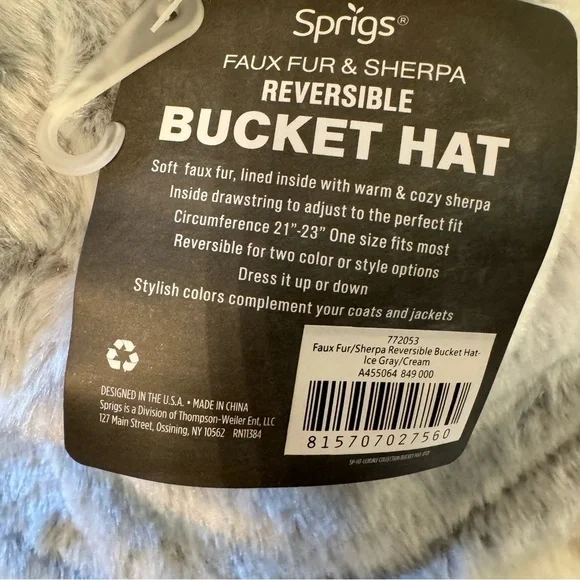 Sprigs®
FAUX FUR & SHERPA
REVERSIBLE
BUCKET HAT
Soft faux fur, lined inside with warm & cozy sherpa
Inside drawstring to adjust to the perfect fit
Circumference 21”-23” One size fits most
Reversible for two color or style options
Dress it up or down
Stylish colors complement your coats and jackets
772053
Faux Fur/Sherpa Reversible Bucket Hat-
Ice Gray/Cream
A455064 849 000
815707027560
DESIGNED IN THE U.S.A. • MADE IN CHINA
Sprigs is a Division of Thompson-Weiler Ent, LLC
127 Main Street, Ossining, NY 10562 RN11384